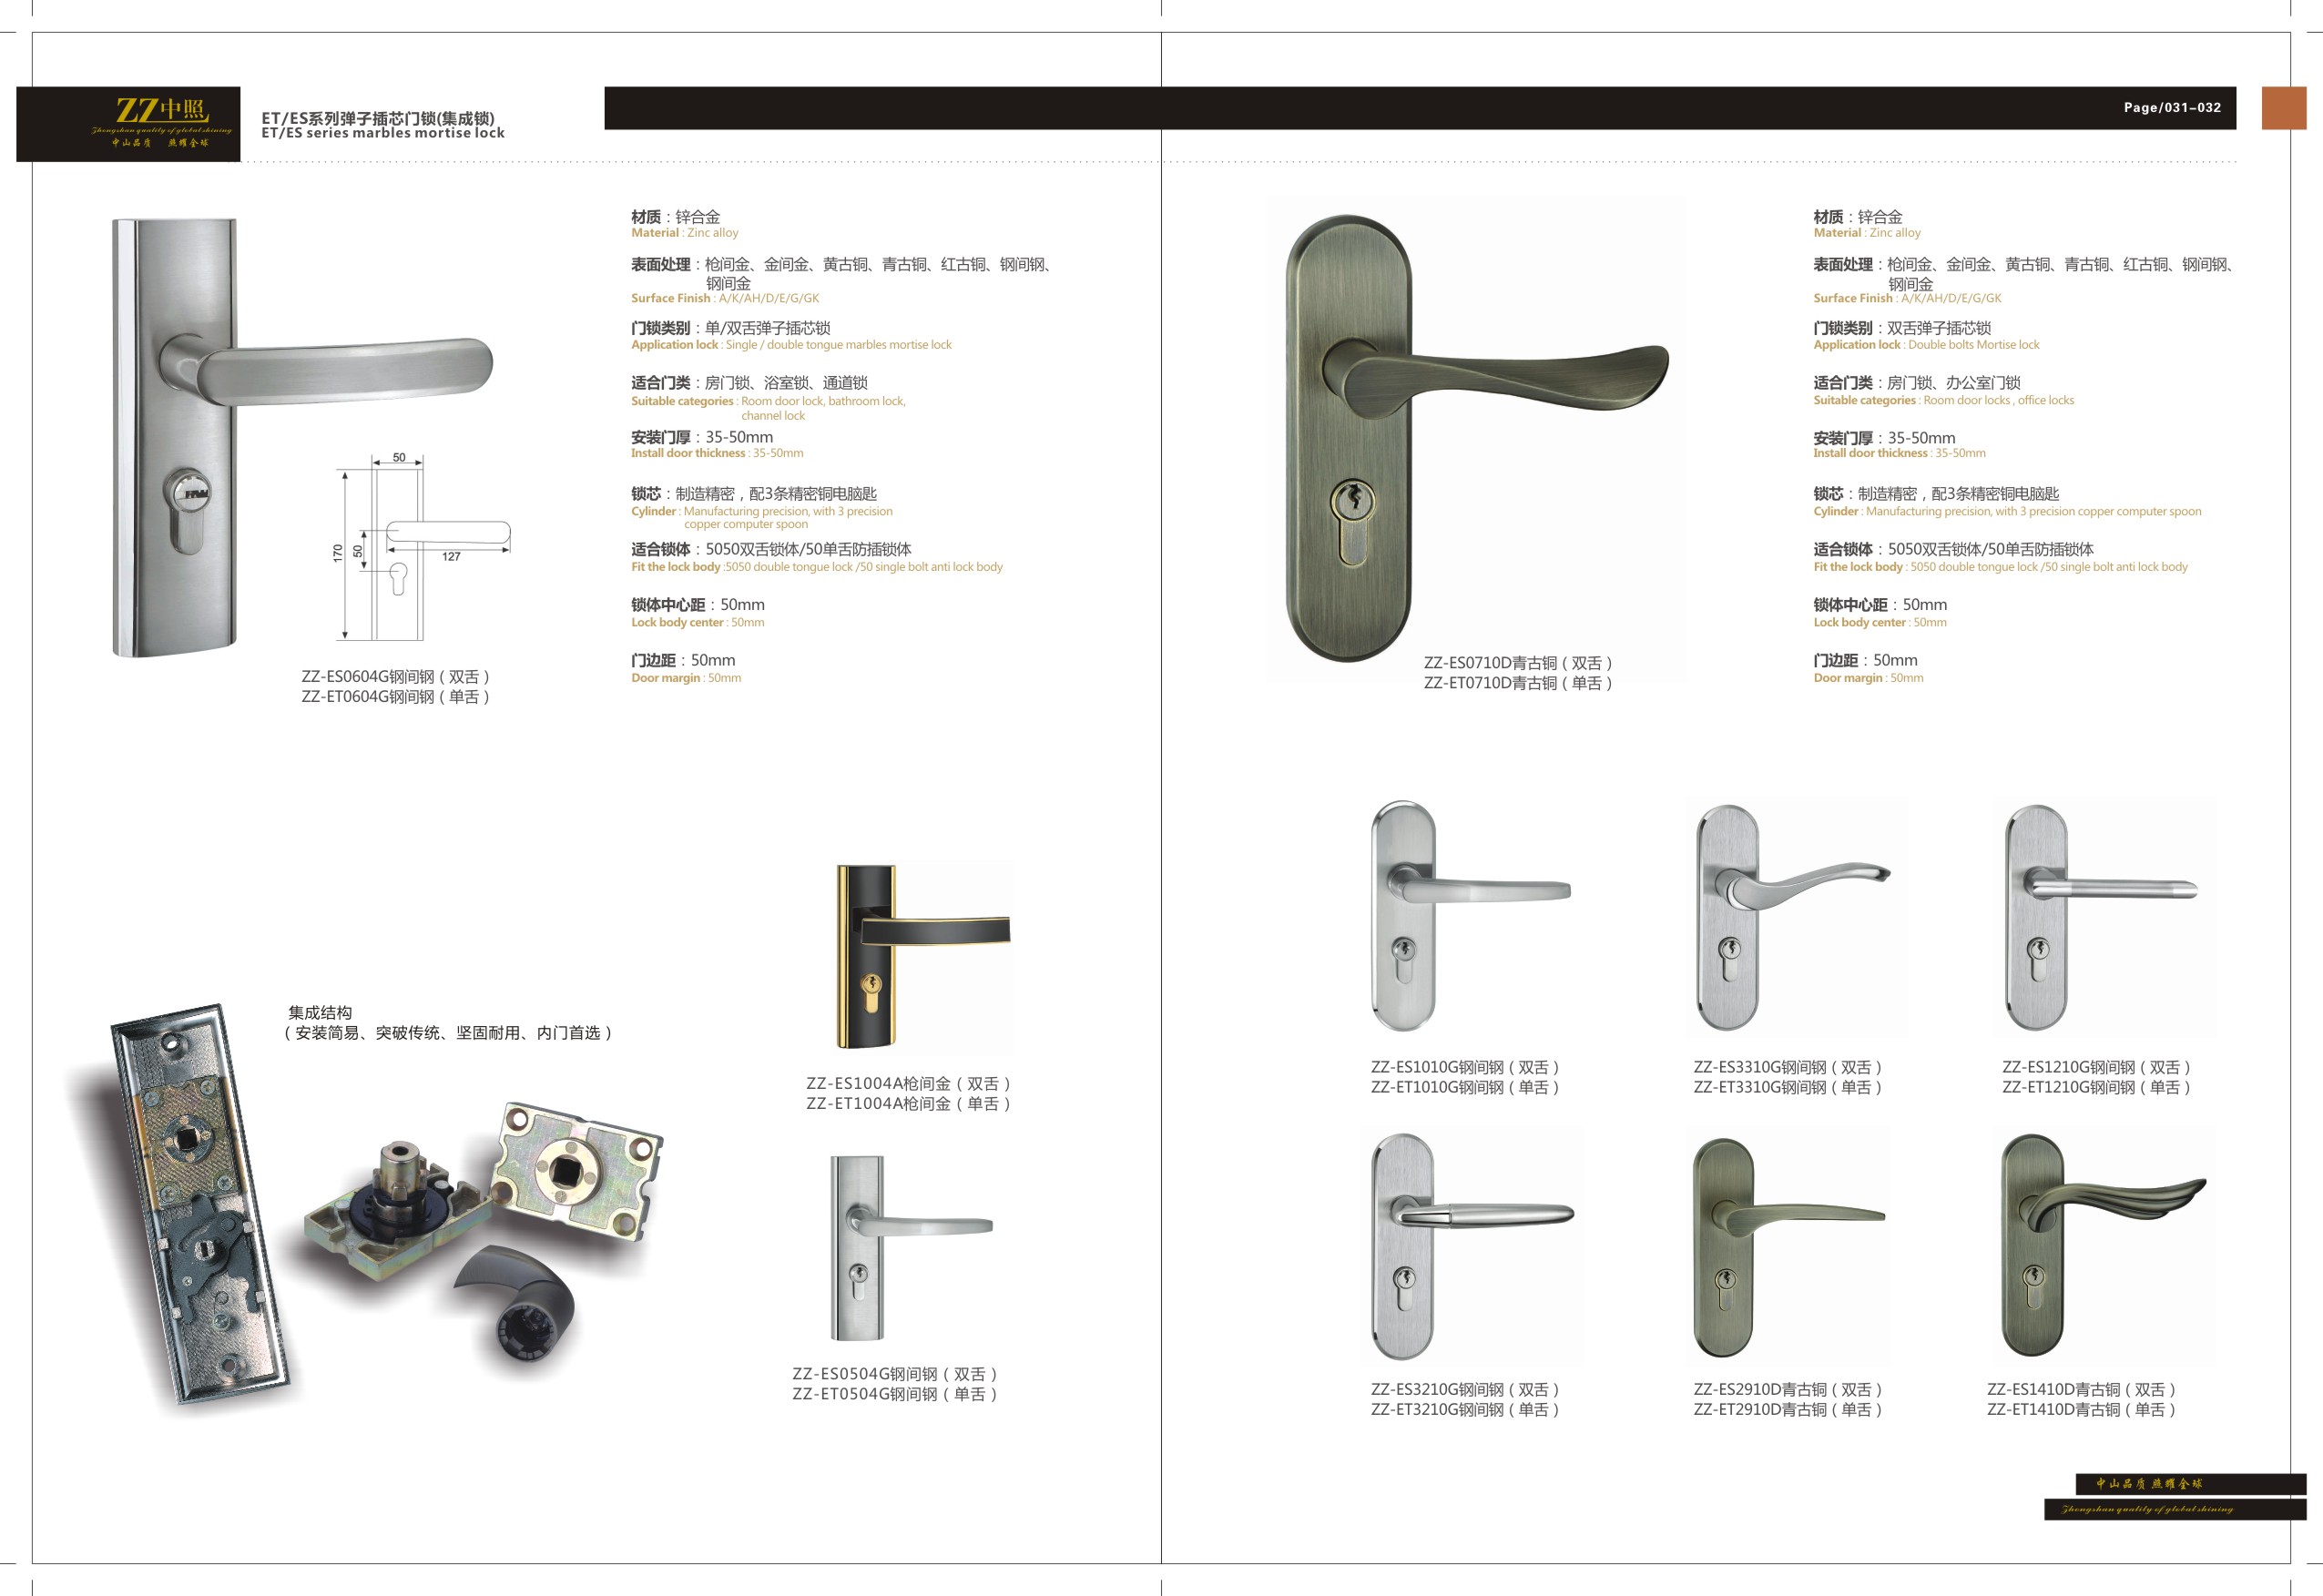 ZZ中照
Zhongshan quality of global shining
中山品质 照耀全球
ET/ES系列弹子插芯门锁(集成锁)
ET/ES series marbles mortise lock
Page/031-032
材质：锌合金
Material : Zinc alloy
表面处理：枪间金、金间金、黄古铜、青古铜、红古铜、钢间钢、
钢间金
Surface Finish : A/K/AH/D/E/G/GK
门锁类别：单/双舌弹子插芯锁
Application lock : Single / double tongue marbles mortise lock
适合门类：房门锁、浴室锁、通道锁
Suitable categories : Room door lock, bathroom lock,
channel lock
安装门厚：35-50mm
Install door thickness : 35-50mm
锁芯：制造精密，配3条精密铜电脑匙
Cylinder : Manufacturing precision, with 3 precision
copper computer spoon
适合锁体：5050双舌锁体/50单舌防插锁体
Fit the lock body :5050 double tongue lock /50 single bolt anti lock body
锁体中心距：50mm
Lock body center : 50mm
门边距：50mm
Door margin : 50mm
50
170
50
127
ZZ-ES0604G钢间钢（双舌）
ZZ-ET0604G钢间钢（单舌）
集成结构
（安装简易、突破传统、坚固耐用、内门首选）
ZZ-ES1004A枪间金（双舌）
ZZ-ET1004A枪间金（单舌）
ZZ-ES0504G钢间钢（双舌）
ZZ-ET0504G钢间钢（单舌）
材质：锌合金
Material : Zinc alloy
表面处理：枪间金、金间金、黄古铜、青古铜、红古铜、钢间钢、
钢间金
Surface Finish : A/K/AH/D/E/G/GK
门锁类别：双舌弹子插芯锁
Application lock : Double bolts Mortise lock
适合门类：房门锁、办公室门锁
Suitable categories : Room door locks , office locks
安装门厚：35-50mm
Install door thickness : 35-50mm
锁芯：制造精密，配3条精密铜电脑匙
Cylinder : Manufacturing precision, with 3 precision copper computer spoon
适合锁体：5050双舌锁体/50单舌防插锁体
Fit the lock body : 5050 double tongue lock /50 single bolt anti lock body
锁体中心距：50mm
Lock body center : 50mm
门边距：50mm
Door margin : 50mm
ZZ-ES0710D青古铜（双舌）
ZZ-ET0710D青古铜（单舌）
ZZ-ES1010G钢间钢（双舌）
ZZ-ET1010G钢间钢（单舌）
ZZ-ES3310G钢间钢（双舌）
ZZ-ET3310G钢间钢（单舌）
ZZ-ES1210G钢间钢（双舌）
ZZ-ET1210G钢间钢（单舌）
ZZ-ES3210G钢间钢（双舌）
ZZ-ET3210G钢间钢（单舌）
ZZ-ES2910D青古铜（双舌）
ZZ-ET2910D青古铜（单舌）
ZZ-ES1410D青古铜（双舌）
ZZ-ET1410D青古铜（单舌）
中山品质 照耀全球
Zhongshan quality of global shining